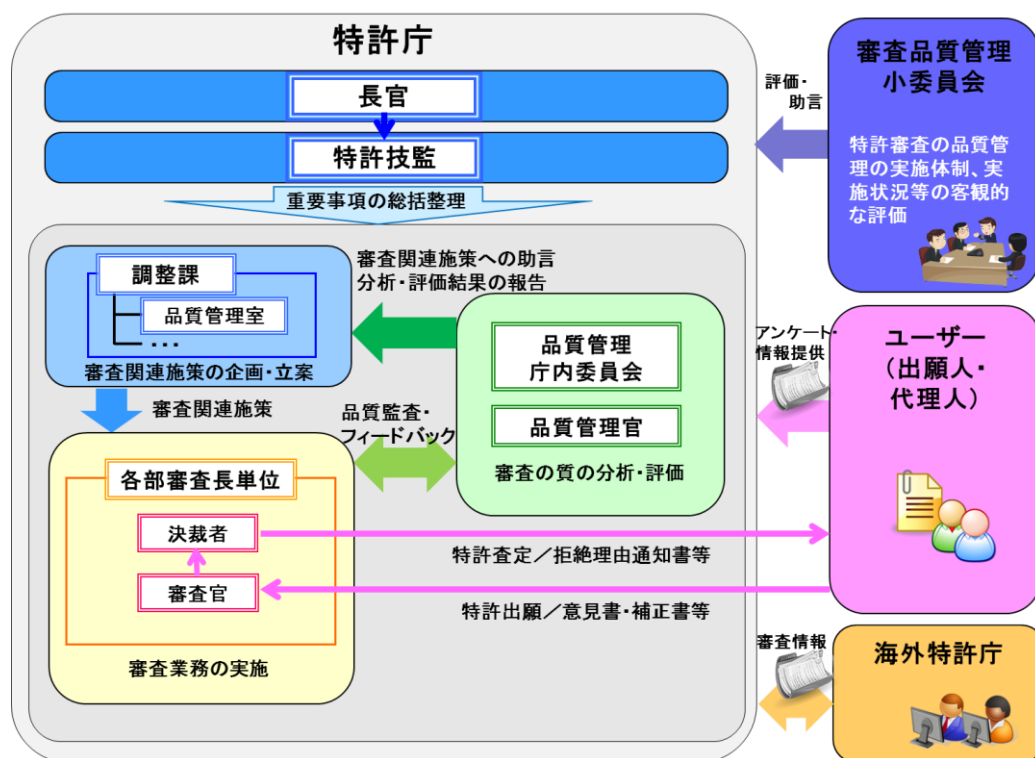 特許庁
長官
特許技監
重要事項の総括整理
調整課
品質管理室
・・・
審査関連施策の企画・立案
審査関連施策
審査関連施策への助言
分析・評価結果の報告
品質管理
庁内委員会
品質管理官
審査の質の分析・評価
品質監査・
フィードバック
各部審査長単位
決裁者
審査官
審査業務の実施
特許査定／拒絶理由通知書等
特許出願／意見書・補正書等
評価・
助言
審査品質管理
小委員会
特許審査の品質管
理の実施体制、実
施状況等の客観的
な評価
アンケート・
情報提供
ユーザー
（出願人・
代理人）
審査情報
海外特許庁